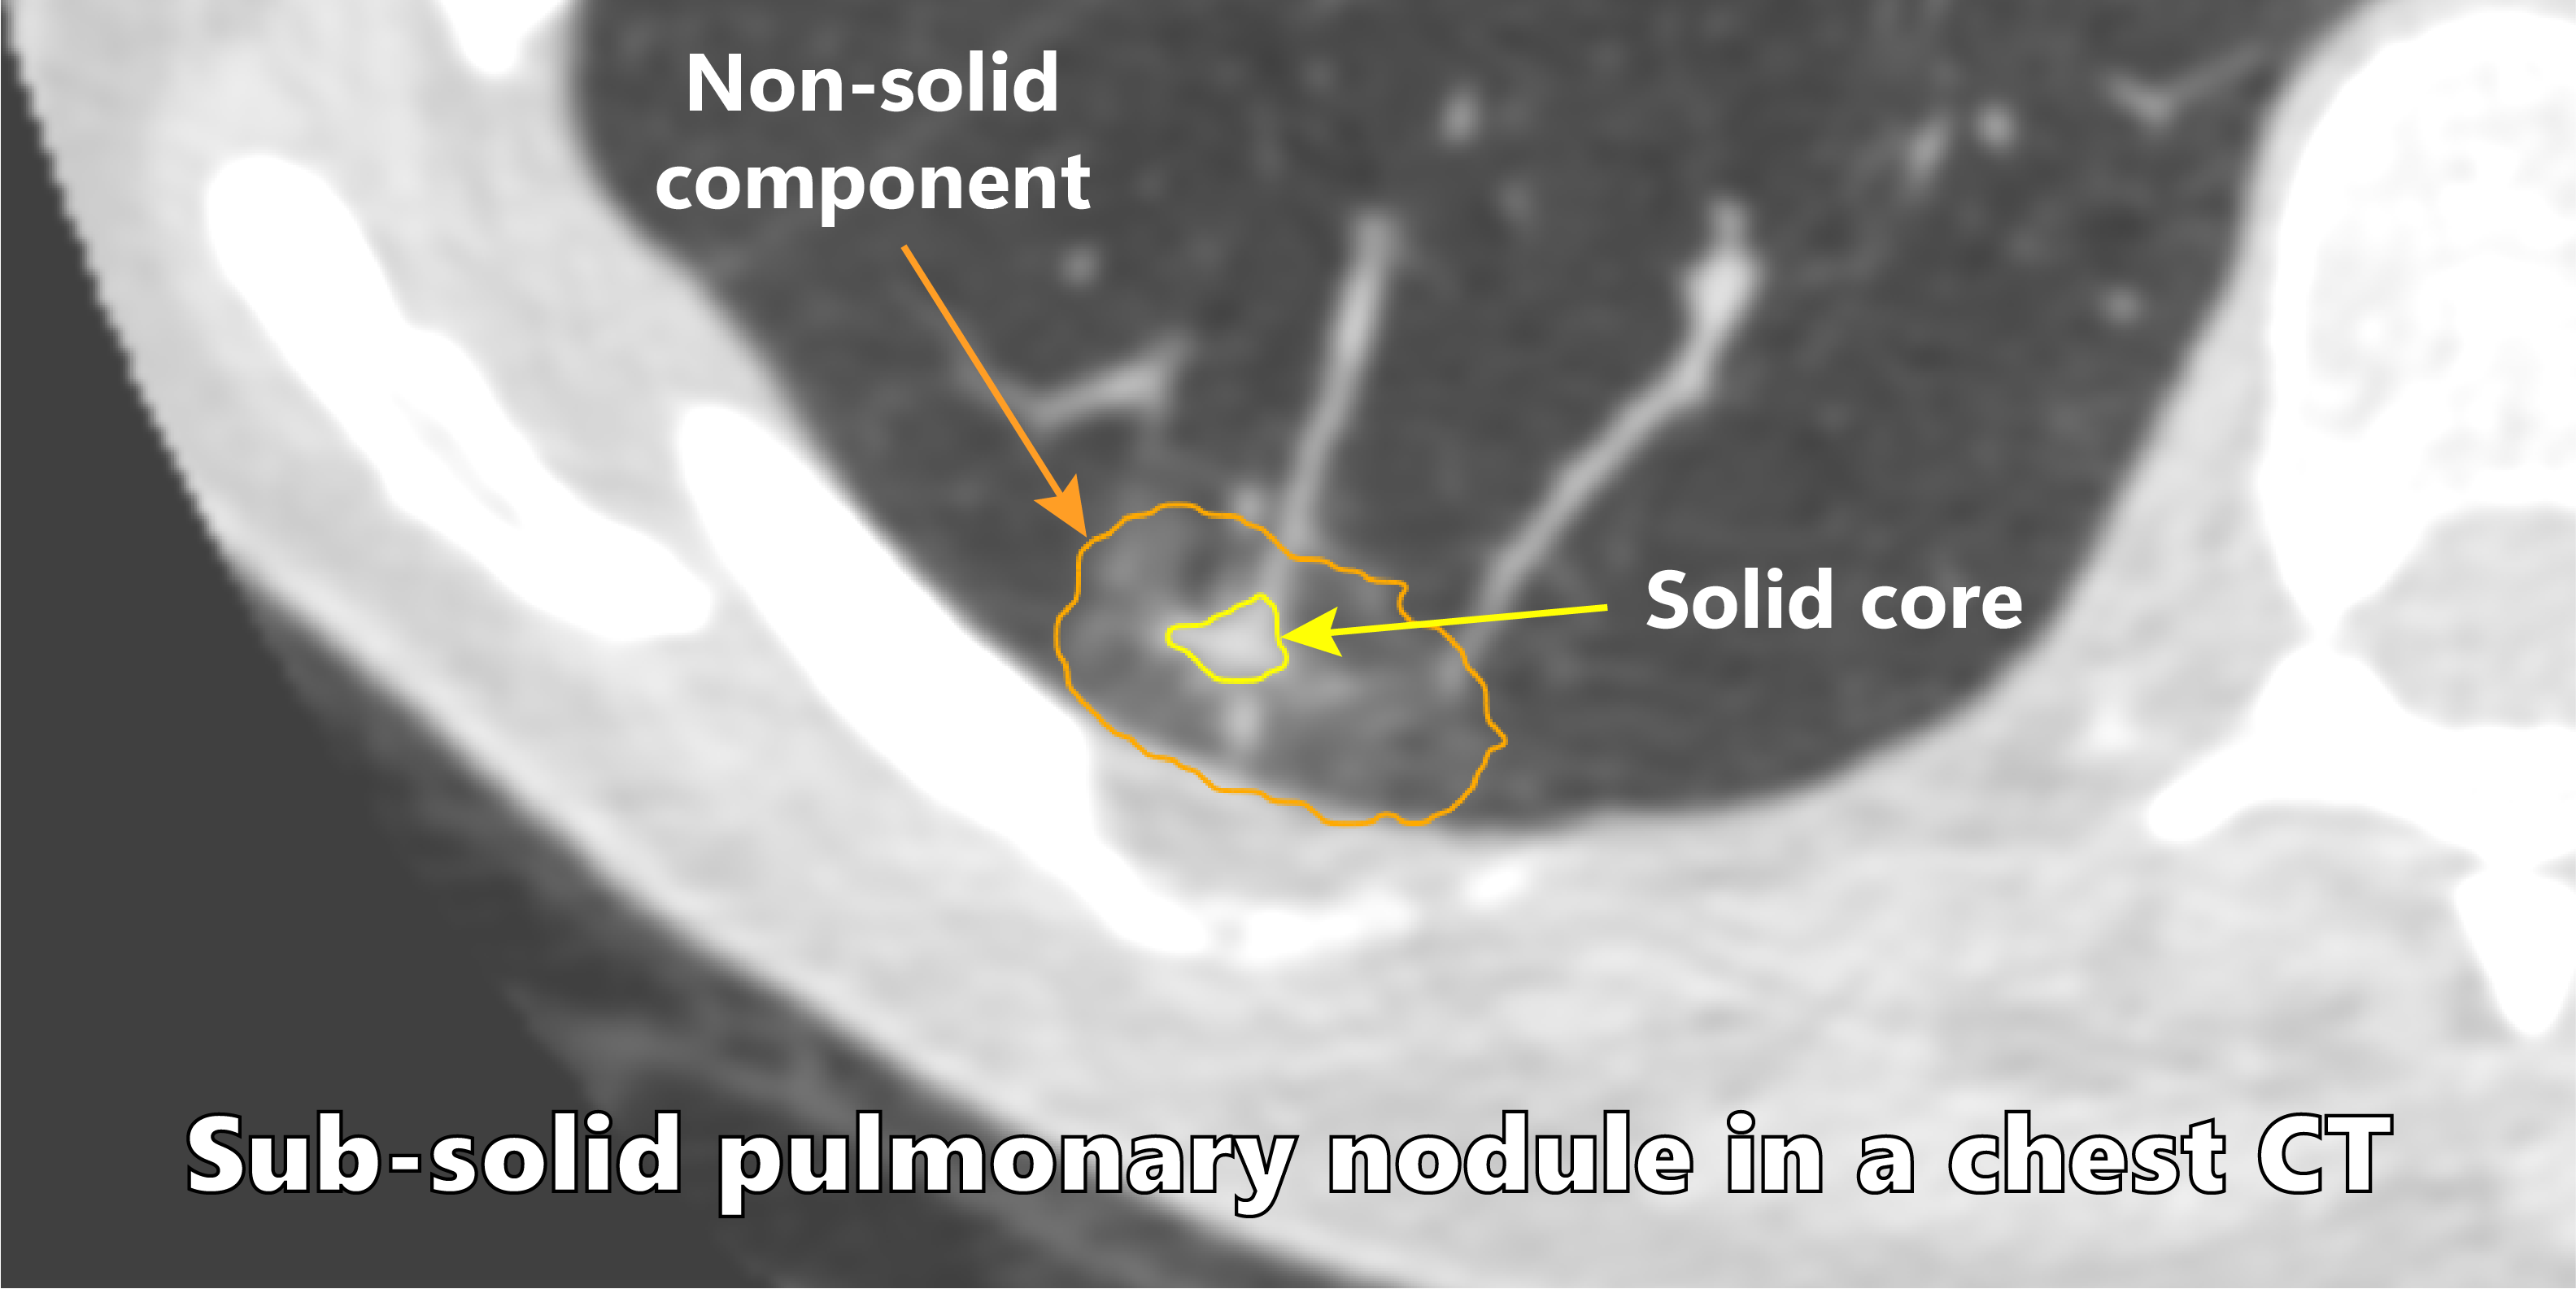 Non-solid
component
Solid core
Sub-solid pulmonary nodule in a chest CT